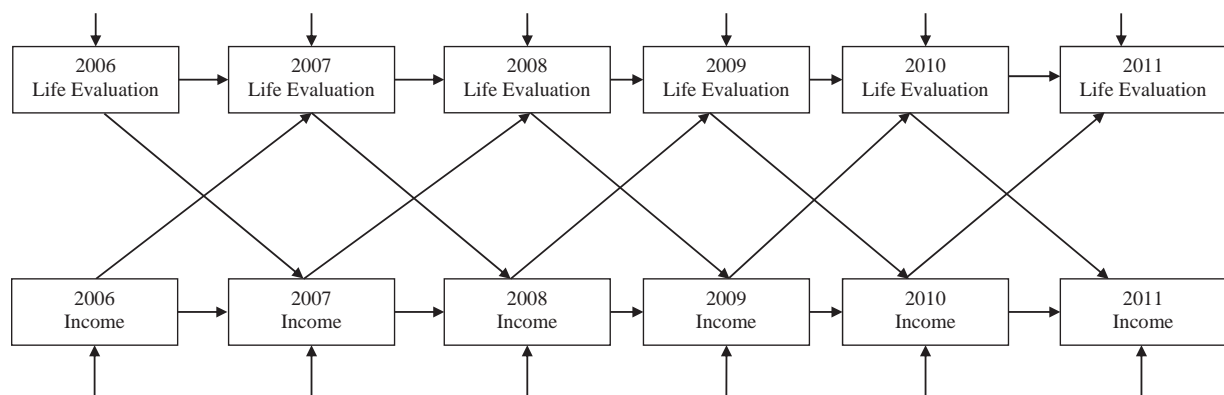 2006
Life Evaluation
2007
Life Evaluation
2008
Life Evaluation
2009
Life Evaluation
2010
Life Evaluation
2011
Life Evaluation
2006
Income
2007
Income
2008
Income
2009
Income
2010
Income
2011
Income